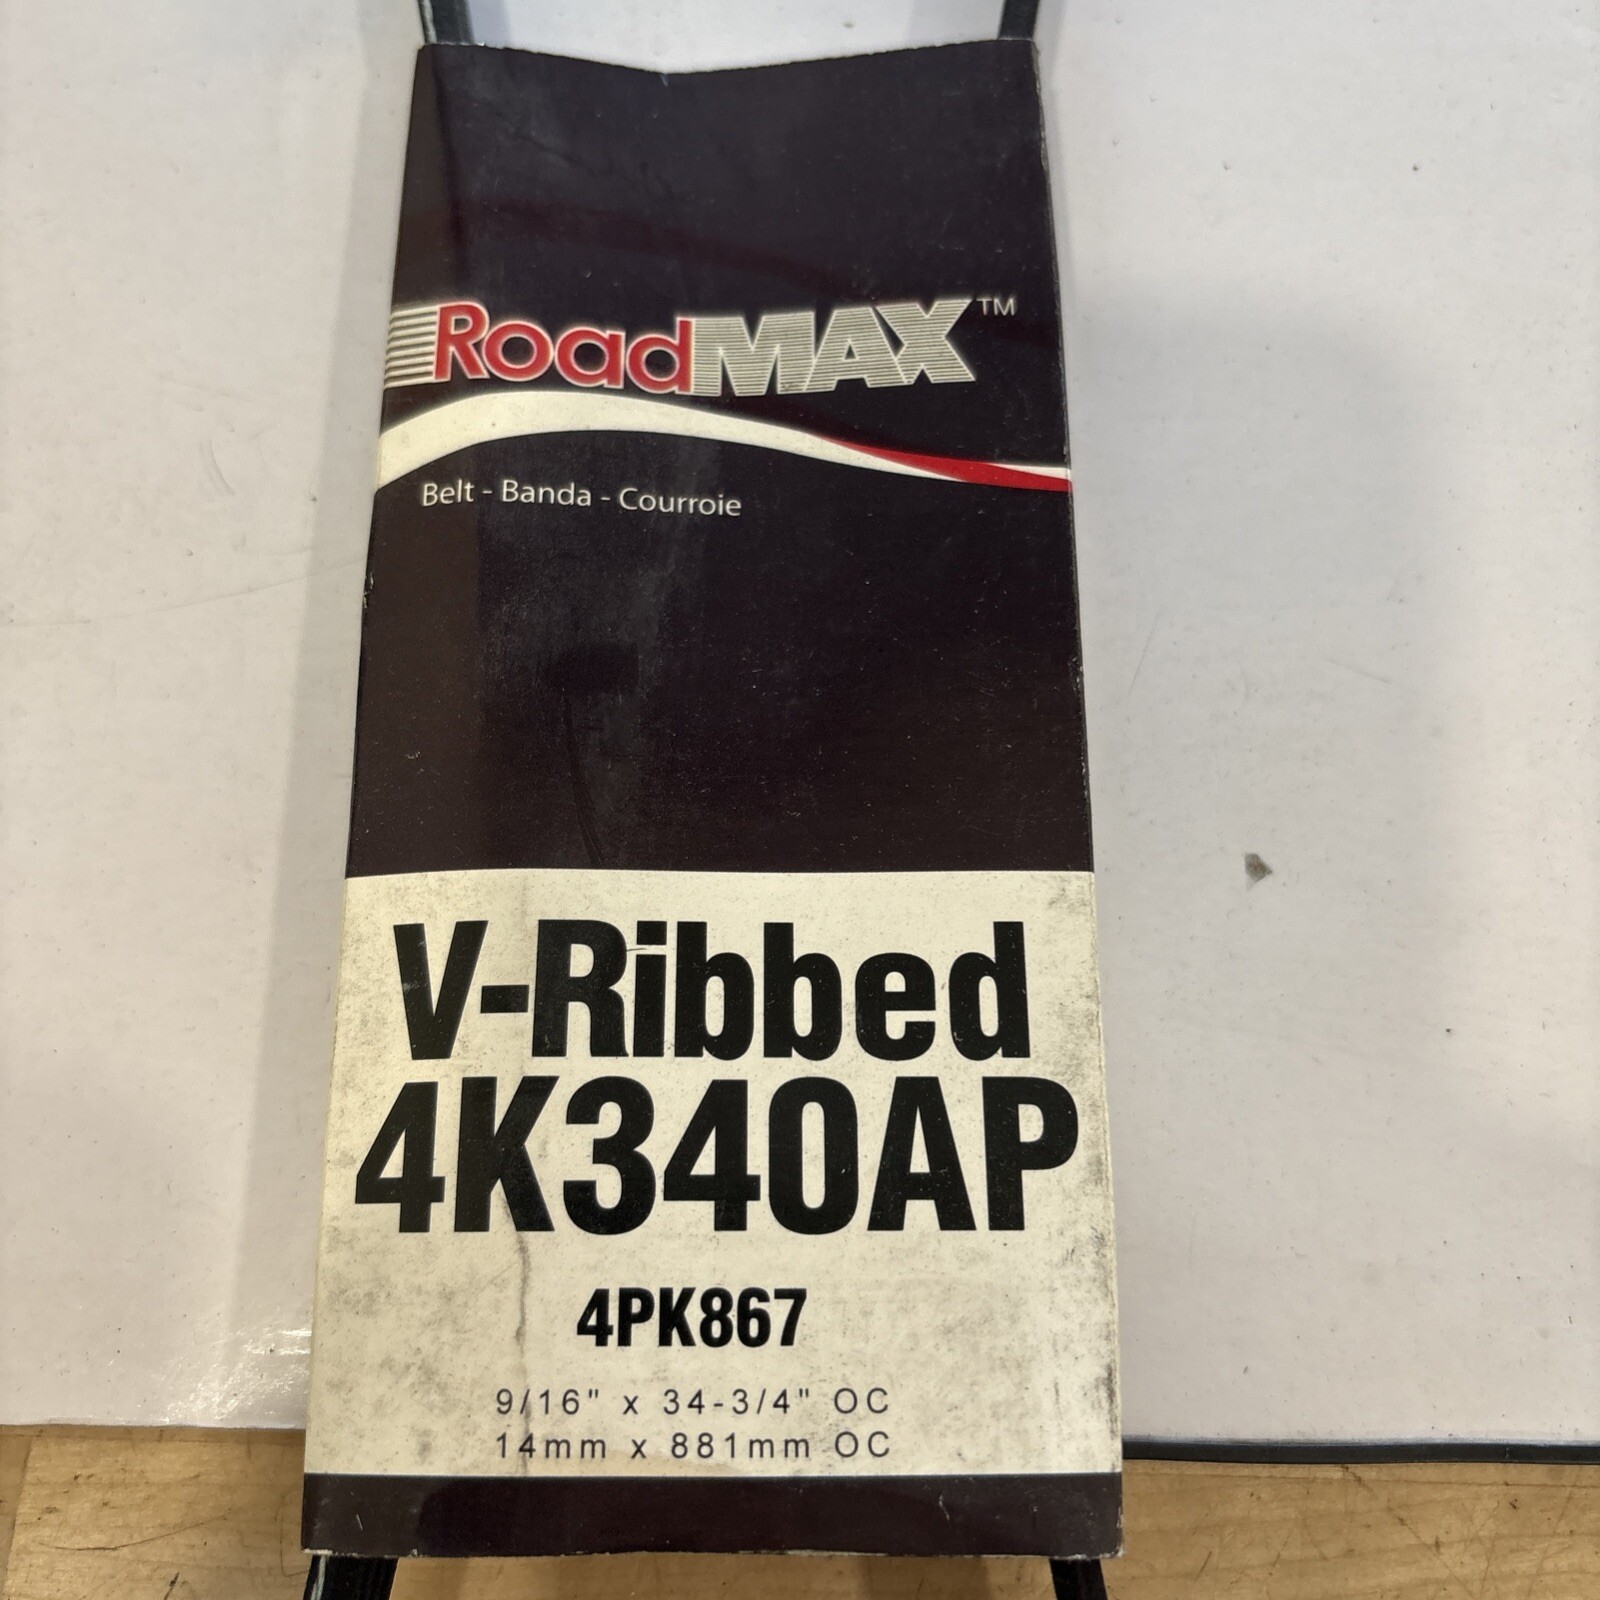 RoadMAX™
Belt - Banda - Courroie
V-Ribbed
4K340AP
4PK867
9/16" x 34-3/4" OC
14mm x 881mm OC